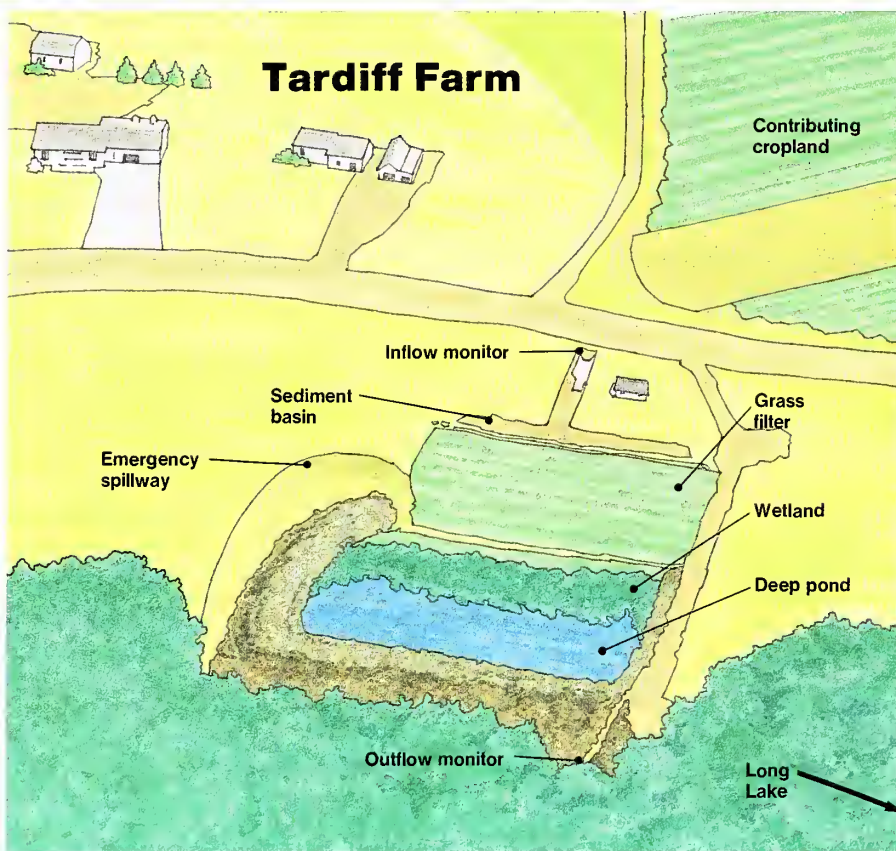 Tardiff Farm
Contributing
cropland
Inflow monitor
Sediment
basin
Grass
filter
Emergency
spillway
Wetland
Deep pond
Outflow monitor
Long
Lake